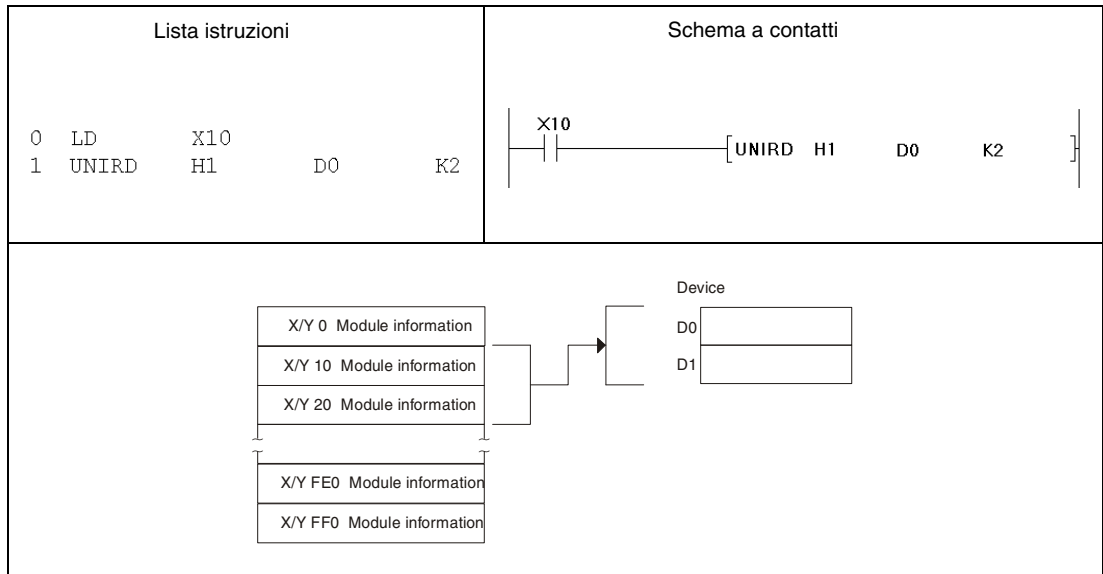 Lista istruzioni
0 LD X10
1 UNIRD H1 D0 K2
Schema a contatti
X10
UNIRD H1 D0 K2
X/Y 0 Module information
X/Y 10 Module information
X/Y 20 Module information
X/Y FE0 Module information
X/Y FF0 Module information
Device
D0
D1